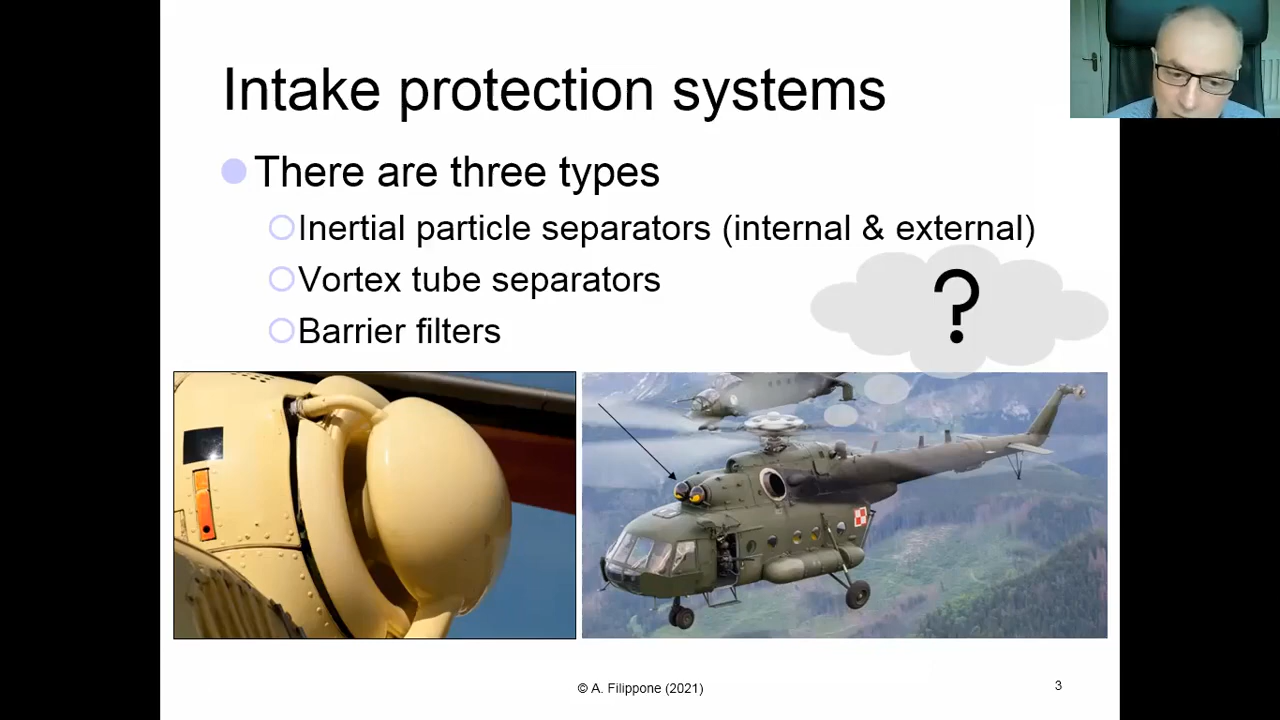 Intake protection systems
There are three types
Inertial particle separators (internal & external)
Vortex tube separators
Barrier filters
?
© A. Filippone (2021)
3